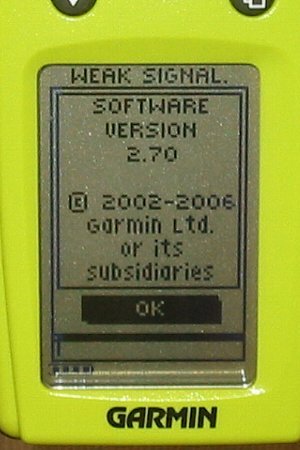 WEAK SIGNAL.
SOFTWARE
VERSION
2.70
© 2002-2006
Garmin Ltd.
or its
subsidiaries
OK
GARMIN